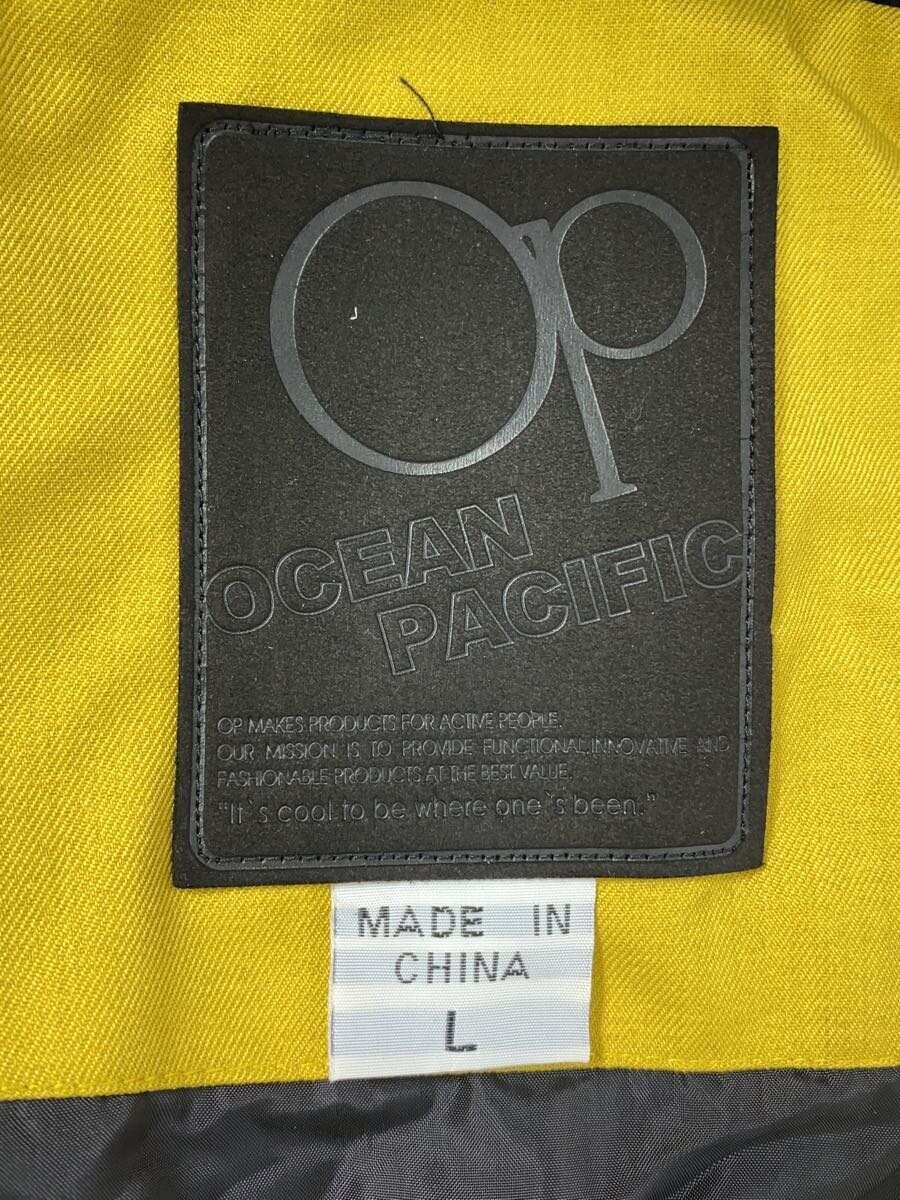 Op
OCEAN
PACIFIC
OP MAKES PRODUCTS FOR ACTIVE PEOPLE.
OUR MISSION IS TO PROVIDE FUNCTIONAL,INNOVATIVE AND
FASHIONABLE PRODUCTS AT THE BEST VALUE.
"It`s cool to be where one`s been."
MADE IN
CHINA
L